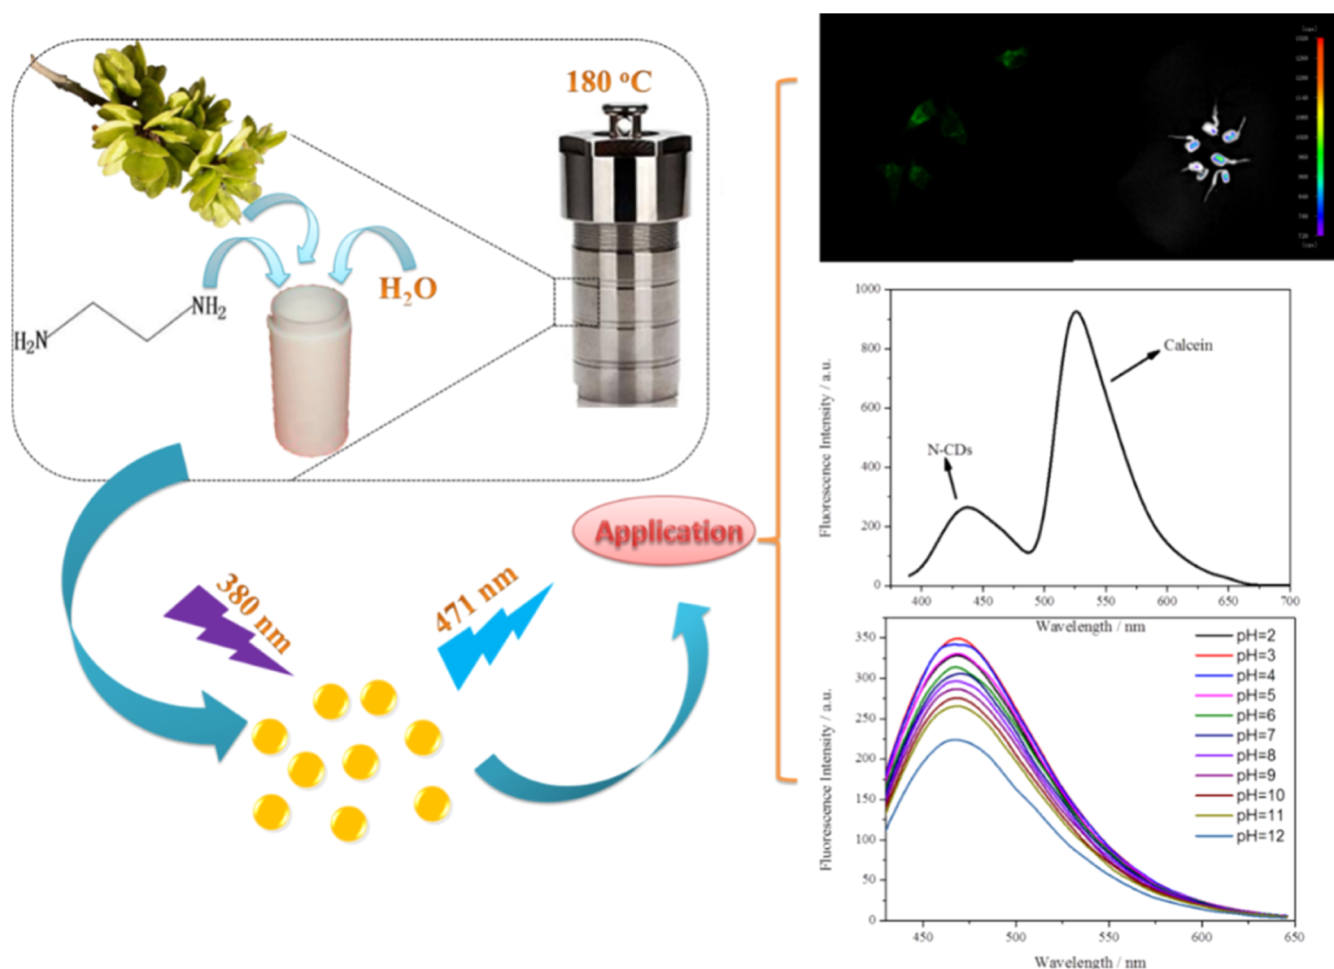 180 °C
H₂O
NH₂
H₂N
380 nm
471 nm
Application
1000
800
600
400
200
0
Fluorescence Intensity / a.u.
N-CDs
Calcein
400
450
500
550
600
650
700
Wavelength / nm
350
300
250
200
150
100
50
0
Fluorescence Intensity / a.u.
pH=2
pH=3
pH=4
pH=5
pH=6
pH=7
pH=8
pH=9
pH=10
pH=11
pH=12
450
500
550
600
650
Wavelength / nm